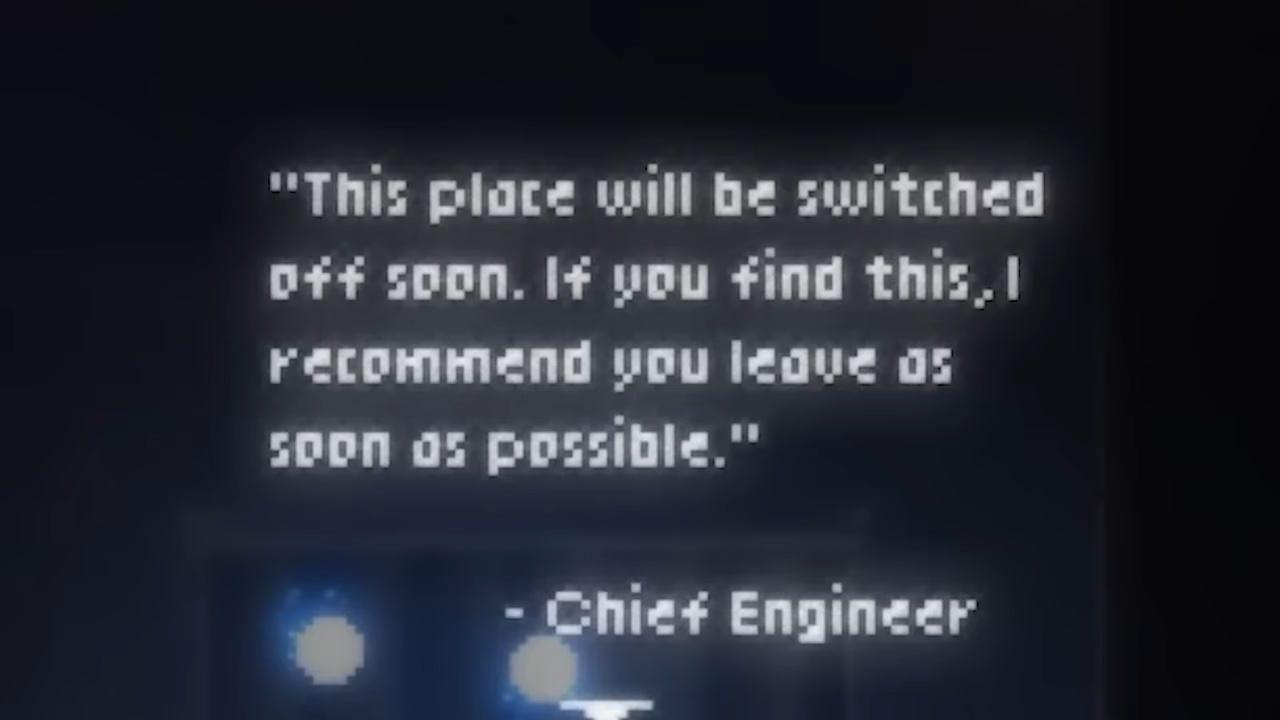 "This place will be switched
off soon. If you find this, I
recommend you leave as
soon as possible."
- Chief Engineer